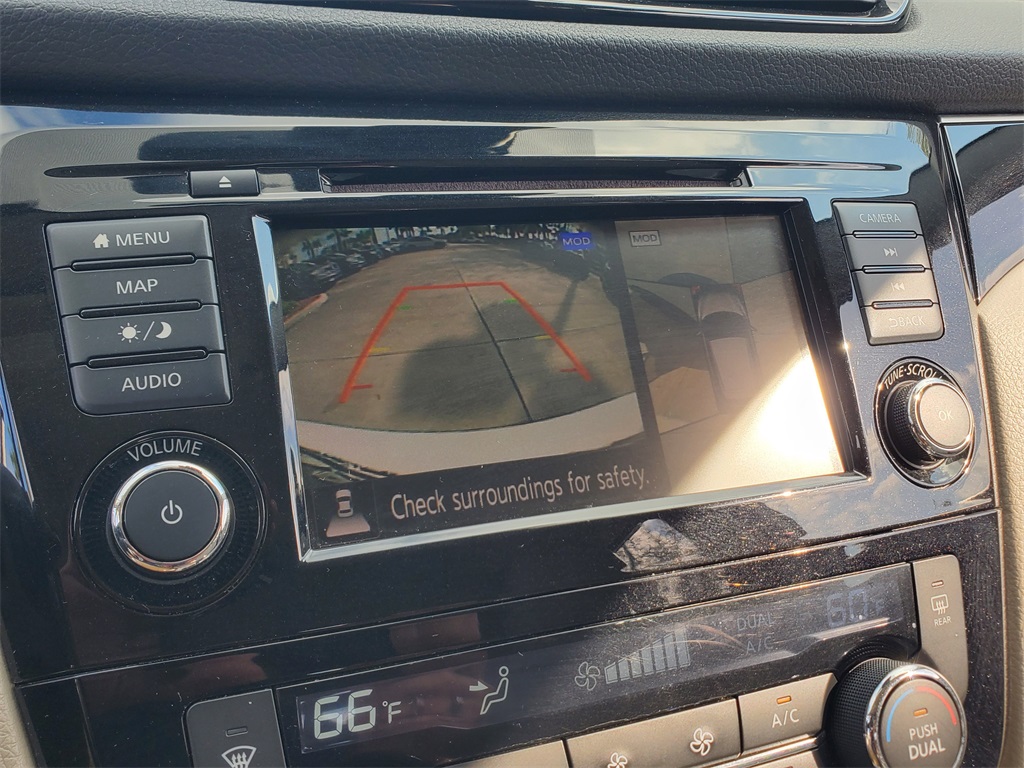 MENU
MAP
AUDIO
VOLUME
MOD
MOD
Check surroundings for safety.
CAMERA
BACK
TUNE·SCROLL
OK
66°F
DUAL
A/C
60°F
REAR
A/C
PUSH
DUAL